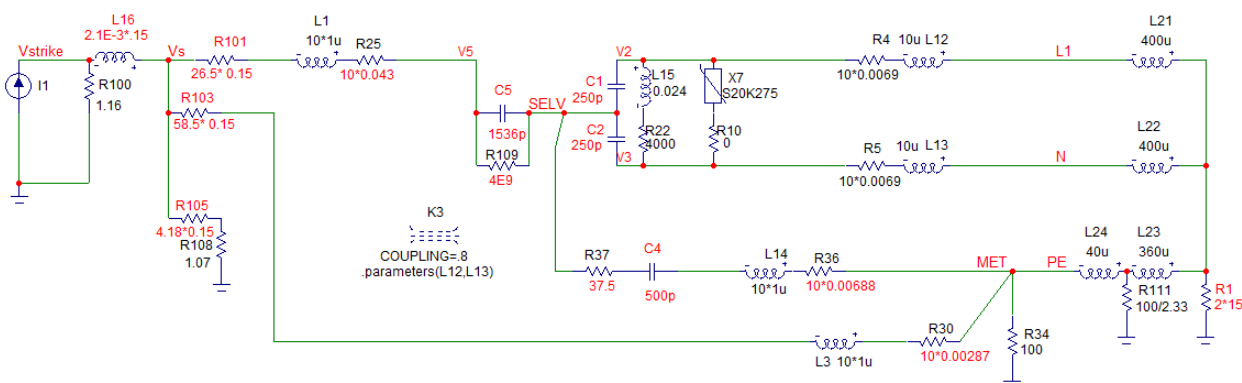 L16
2.1E-3*.15
Vstrike
Vs
I1
R100
1.16
R101
26.5* 0.15
L1
10*1u
R25
10*0.043
V5
R103
58.5* 0.15
C5
1536p
R109
4E9
SELV
V2
C1
250p
C2
250p
V3
L15
0.024
R22
4000
X7
S20K275
R10
0
R4
10*0.0069
10u L12
L1
L21
400u
R5
10*0.0069
10u L13
N
L22
400u
R105
4.18*0.15
R108
1.07
K3
COUPLING=.8
.parameters(L12,L13)
R37
37.5
C4
500p
L14
10*1u
R36
10*0.00688
MET
PE
L24
40u
L23
360u
R111
100/2.33
R1
2*15
L3 10*1u
R30
10*0.00287
R34
100